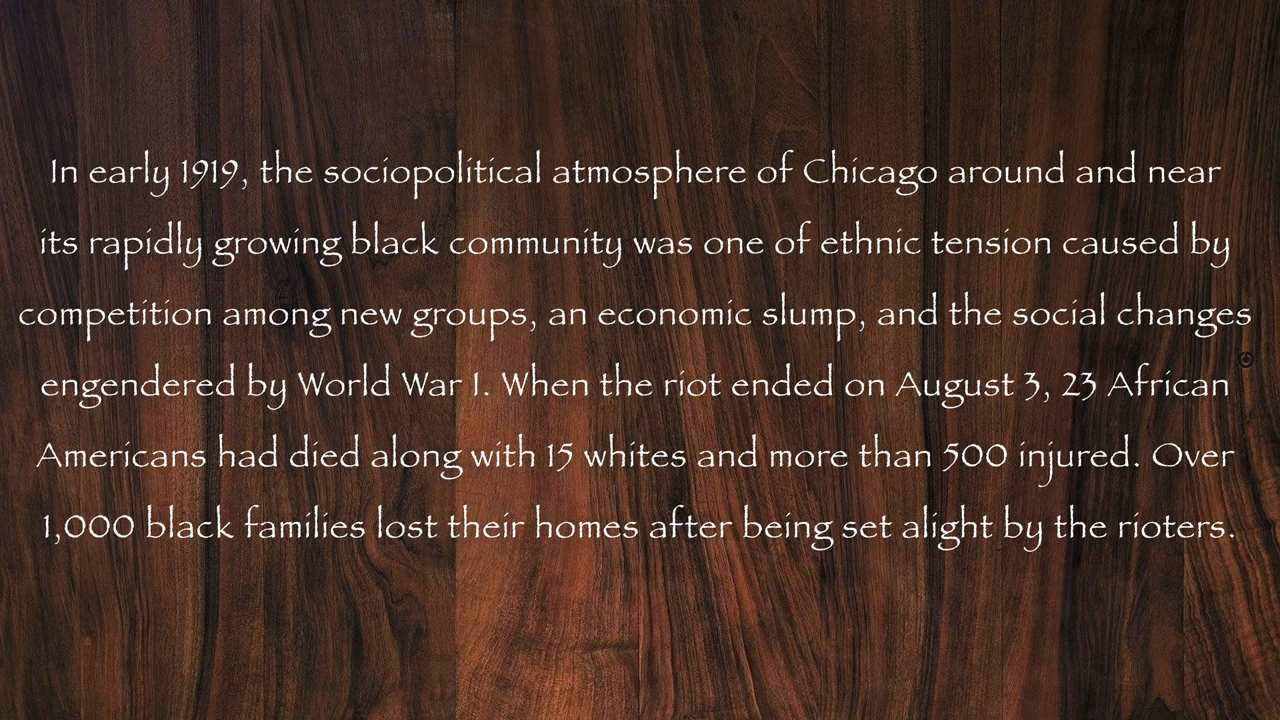 In early 1919, the sociopolitical atmosphere of Chicago around and near
its rapidly growing black community was one of ethnic tension caused by
competition among new groups, an economic slump, and the social changes
engendered by World War I. When the riot ended on August 3, 23 African
Americans had died along with 15 whites and more than 500 injured. Over
1,000 black families lost their homes after being set alight by the rioters.